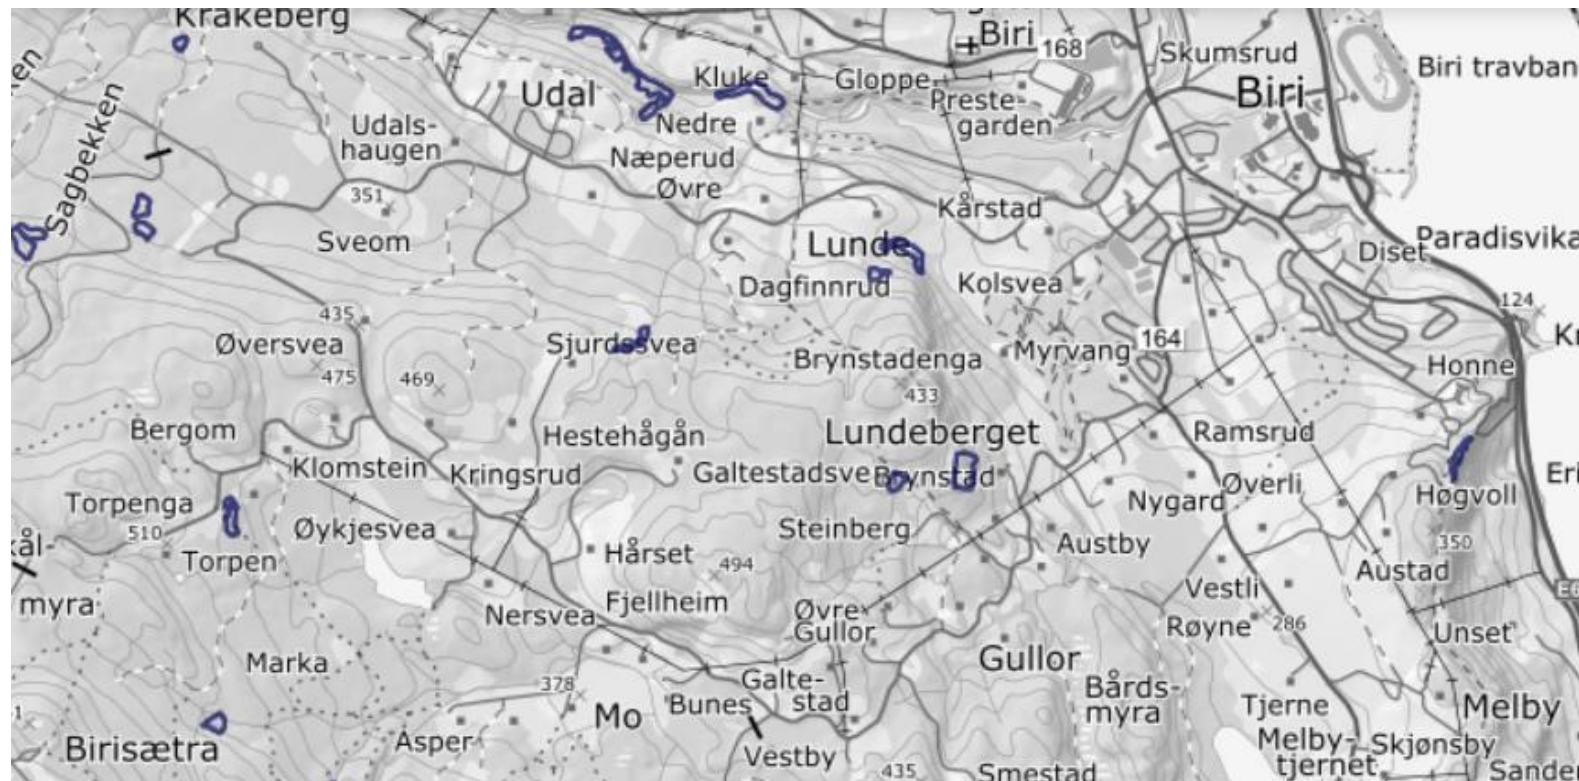 Kråkeberg
Biri
168
Skumsrud
Biri travban
Kluke
Gloppe
Udal
Preste-
garden
Biri
Sagbekken
Udals-
haugen
Nedre
Næperud
Øvre
351
Kårstad
Sveom
Lunde
Diset
Paradisvika
Dagfinnrud
Kolsvea
124
435
Øversvea
Sjurdssvea
Brynstadenga
Myrvang
164
Honne
475
469
433
Bergom
Hestehågån
Lundeberget
Ramsrud
Klomstein
Kringsrud
Galtestadsve
Brynstad
Øverli
Høgvoll
Torpenga
Nygard
510
Øykjesvea
Steinberg
Austby
350
Torpen
Hårset
494
Austad
myra
Nersvea
Fjellheim
Øvre
Gullor
Vestli
E6
Røyne
286
Unset
Marka
Gullor
378
Galte-
stad
Bårds-
myra
Mo
Bunes
Tjerne
Melby
Birisætra
Asper
Vestby
Melby-
tjernet
Skjønsby
435
Smestad